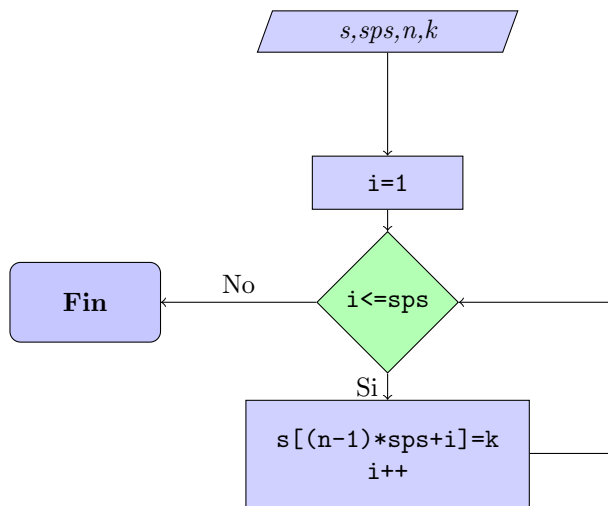 s,sps,n,k
i=1
i<=sps
No
Fin
Si
s[(n-1)*sps+i]=k
i++